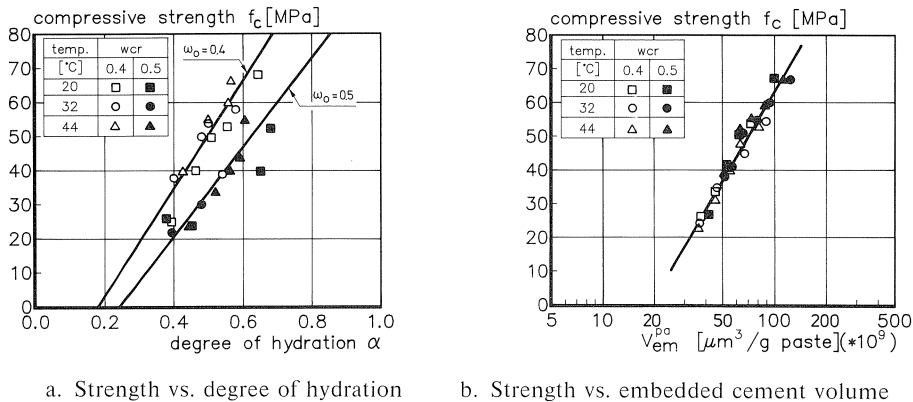 compressive strength fc [MPa]
80
70
60
50
40
30
20
10
0
temp. wcr
[°C] 0.4 0.5
20
32
44
ω₀=0,4
ω₀=0,5
0.0 0.2 0.4 0.6 0.8 1.0
degree of hydration α
a. Strength vs. degree of hydration
compressive strength fc [MPa]
80
70
60
50
40
30
20
10
0
temp. wcr
[°C] 0.4 0.5
20
32
44
5 10 20 50 100 200 500
V em pa [μm³/g paste](*10⁹)
b. Strength vs. embedded cement volume